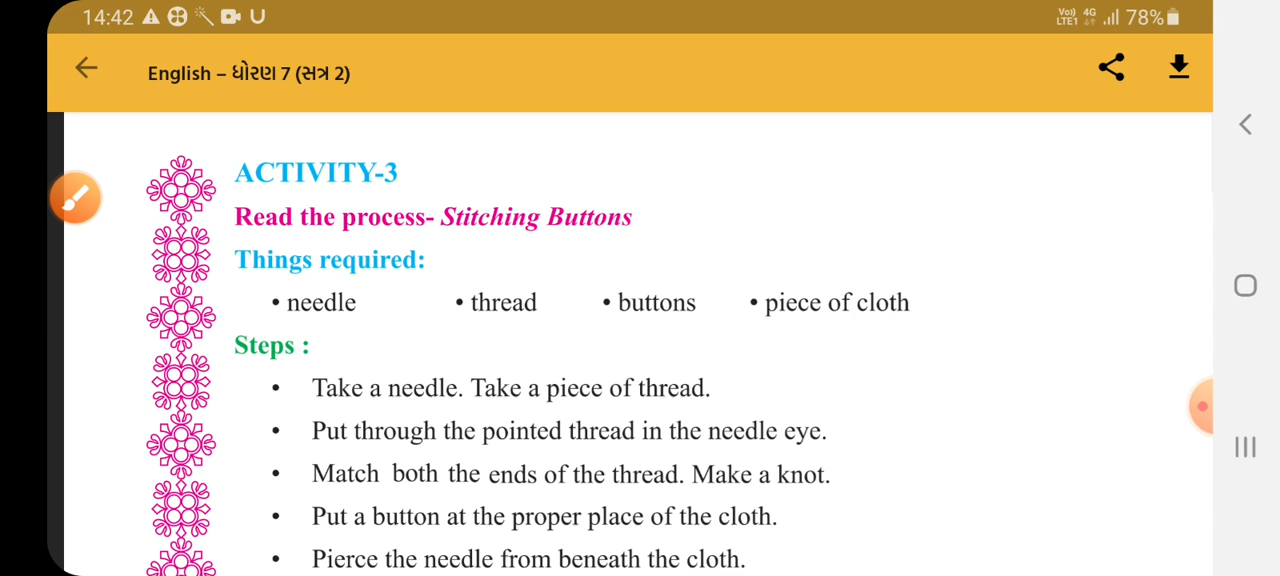 14:42 U Vo)) LTE1 4G 78%
English – ધોરણ 7 (સત્ર 2)
ACTIVITY-3
Read the process- Stitching Buttons
Things required:
• needle • thread • buttons • piece of cloth
Steps :
• Take a needle. Take a piece of thread.
• Put through the pointed thread in the needle eye.
• Match both the ends of the thread. Make a knot.
• Put a button at the proper place of the cloth.
• Pierce the needle from beneath the cloth.